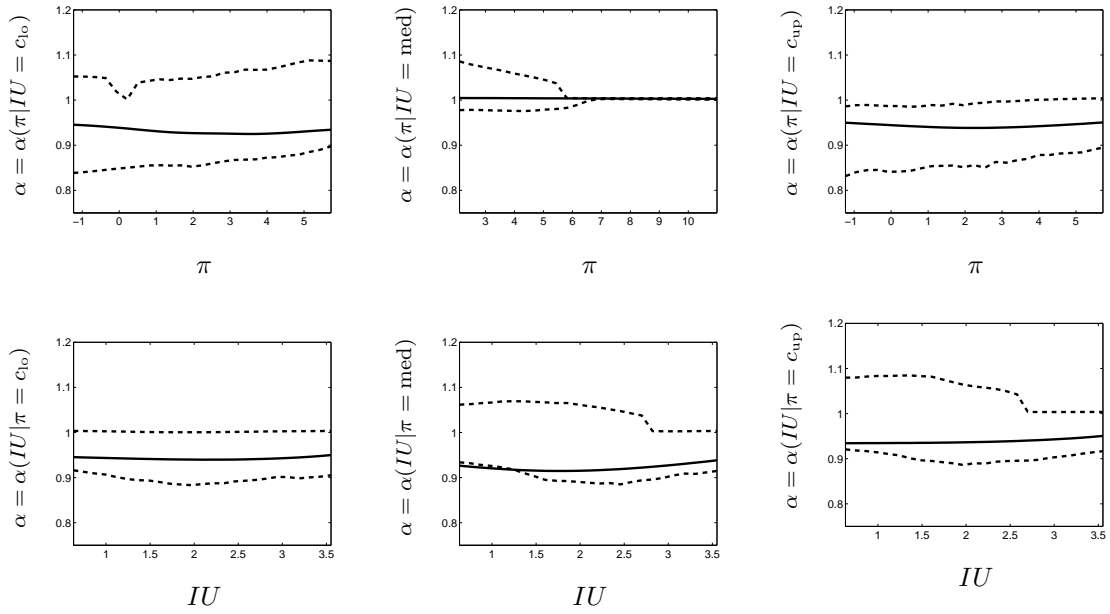 α = α(π|IU = c_lo)
1.2
1.1
1
0.9
0.8
−1 0 1 2 3 4 5
π
α = α(π|IU = med)
1.2
1.1
1
0.9
0.8
3 4 5 6 7 8 9 10
π
α = α(π|IU = c_up)
1.2
1.1
1
0.9
0.8
−1 0 1 2 3 4 5
π
α = α(IU|π = c_lo)
1.2
1.1
1
0.9
0.8
1 1.5 2 2.5 3 3.5
IU
α = α(IU|π = med)
1.2
1.1
1
0.9
0.8
1 1.5 2 2.5 3 3.5
IU
α = α(IU|π = c_up)
1.2
1.1
1
0.9
0.8
1 1.5 2 2.5 3 3.5
IU